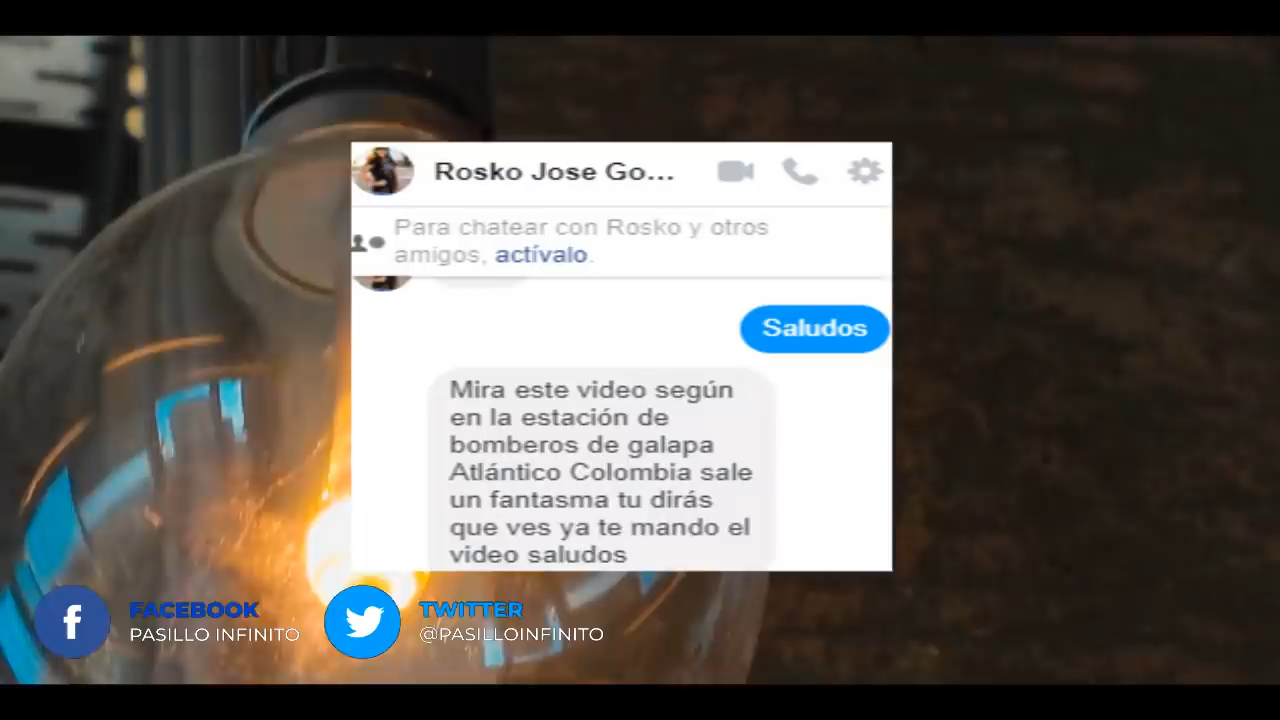 Rosko Jose Go...
Para chatear con Rosko y otros
amigos, actívalo.
Saludos
Mira este video según
en la estación de
bomberos de galapa
Atlántico Colombia sale
un fantasma tu dirás
que ves ya te mando el
video saludos
FACEBOOK
PASILLO INFINITO
TWITTER
@PASILLOINFINITO